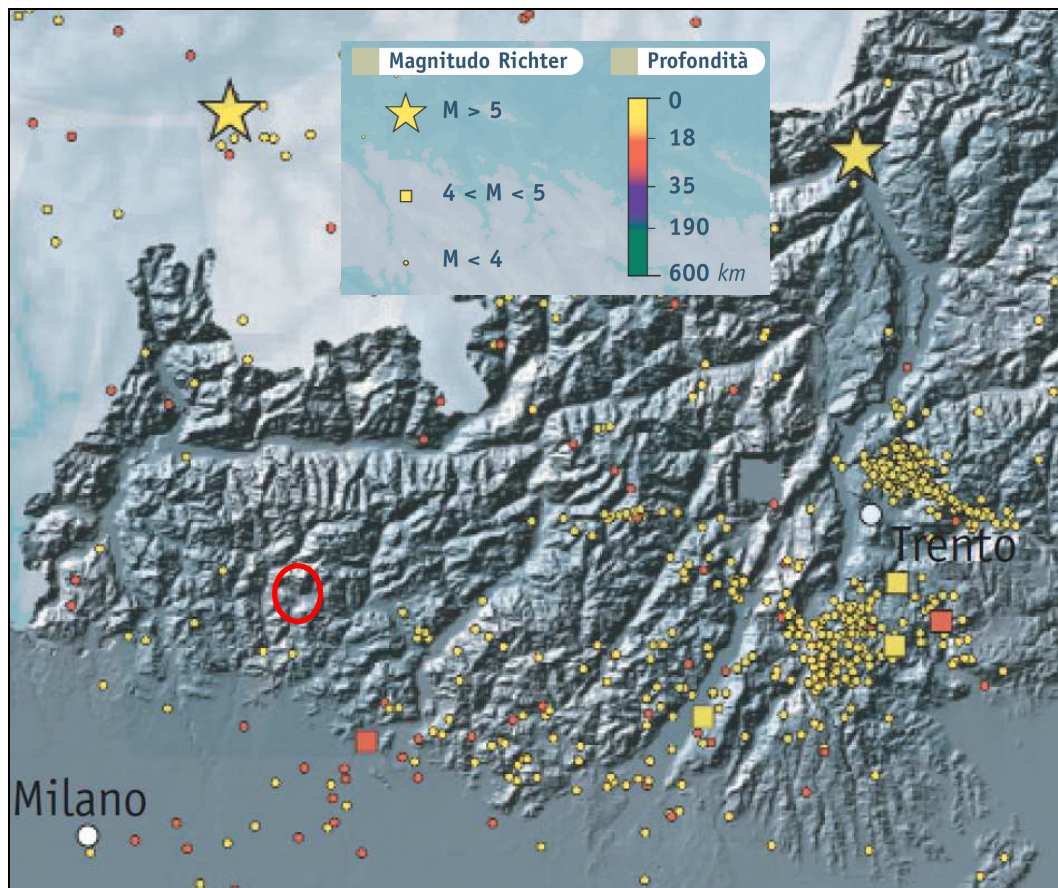 Magnitudo Richter
Profondità
M > 5
4 < M < 5
M < 4
0
18
35
190
600 km
Trento
Milano